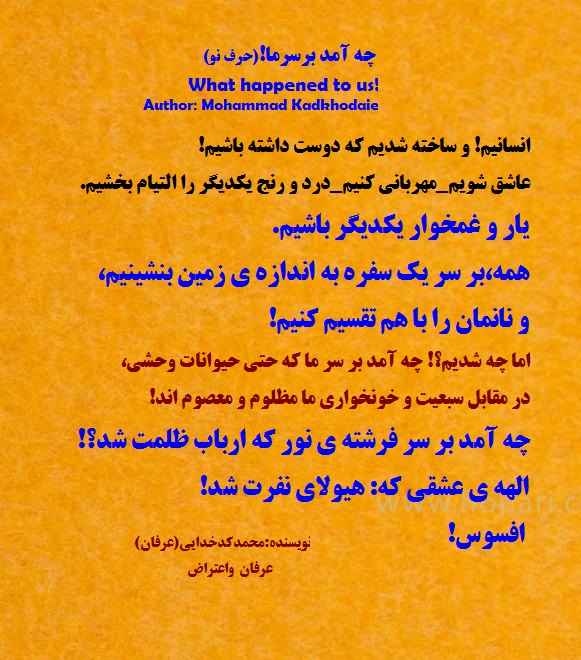 چه آمد برسرما!(حرف نو)
What happened to us!
Author: Mohammad Kadkhodaie
انسانیم! و ساخته شدیم که دوست داشته باشیم!
عاشق شویم_مهربانی کنیم_درد و رنج یکدیگر را التیام بخشیم.
یار و غمخوار یکدیگر باشیم.
همه،بر سر یک سفره به اندازه ی زمین بنشینیم،
و نانمان را با هم تقسیم کنیم!
اما چه شدیم؟! چه آمد بر سر ما که حتی حیوانات وحشی،
در مقابل سبعیت و خونخواری ما مظلوم و معصوم اند!
چه آمد بر سر فرشته ی نور که ارباب ظلمت شد؟!
الهه ی عشقی که: هیولای نفرت شد!
افسوس!
نویسنده:محمدکدخدایی(عرفان)
عرفان واعتراض